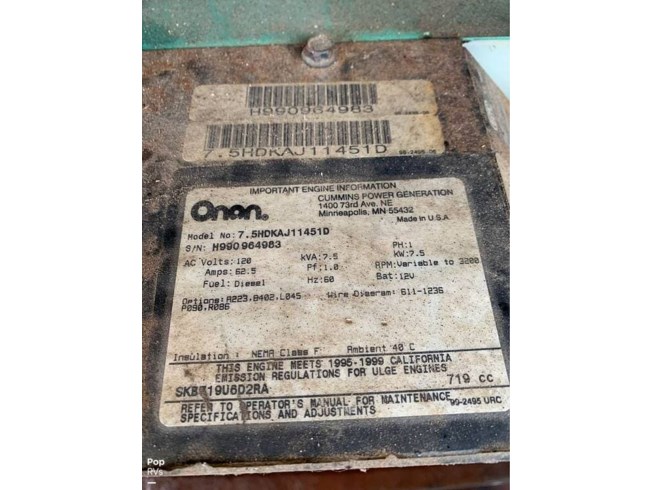 H990964983
7.5HDKAJ11451D
99-2495 UC
IMPORTANT ENGINE INFORMATION
Onan
CUMMINS POWER GENERATION
1400 73rd Ave. NE
Minneapolis, MN 55432
Made in U.S.A
Model No: 7.5HDKAJ11451D
S/N: H990964983
AC Volts: 120 KVA: 7.5 PH: 1
Amps: 62.5 Pf: 1.0 KW: 7.5
Fuel: Diesel Hz: 60 RPM: Variable to 3200
Bat: 12V
Options: A223,B402,L045 Wire Diagram: 611-1236
P090,R086
Insulation : NEMA Class F Ambient 40 C
THIS ENGINE MEETS 1995-1999 CALIFORNIA
EMISSION REGULATIONS FOR ULGE ENGINES
719 cc
REFER TO OPERATOR'S MANUAL FOR MAINTENANCE
SPECIFICATIONS AND ADJUSTMENTS
99-2495 URC
Pop
RVs